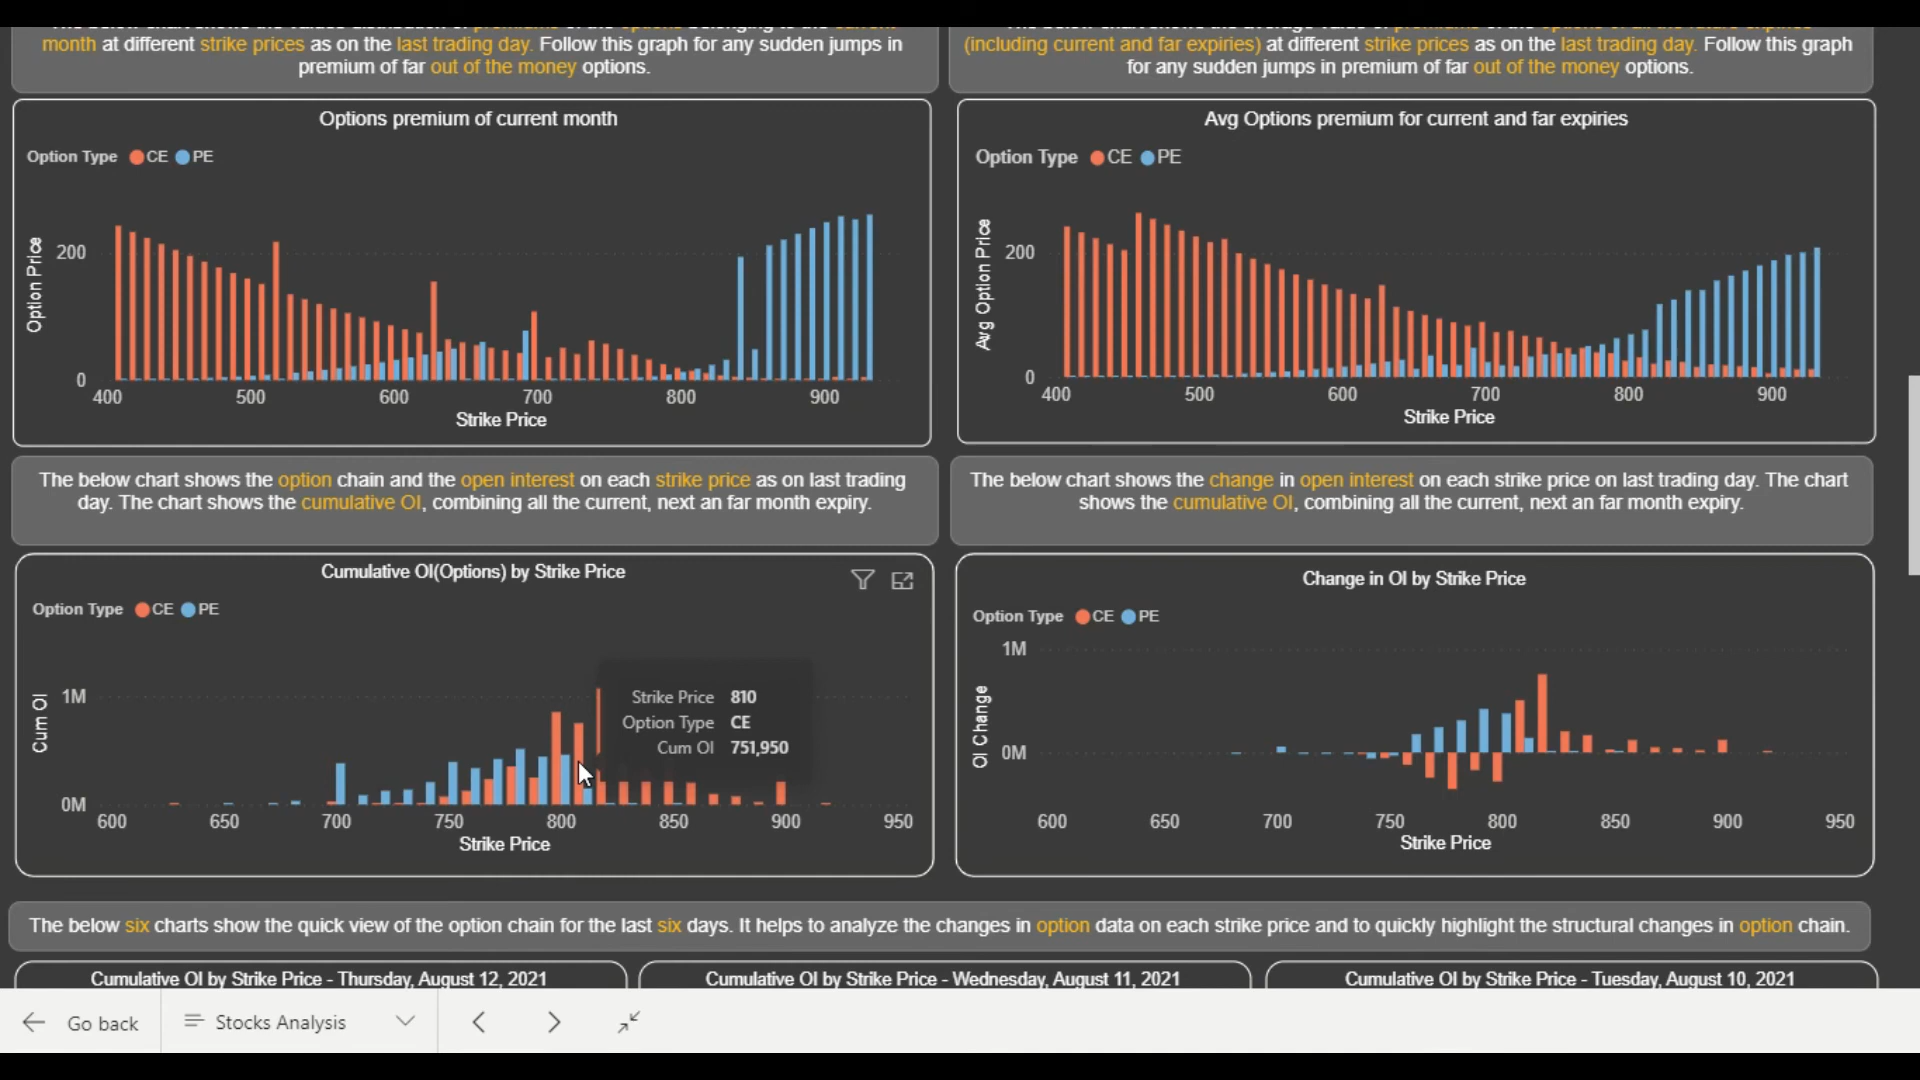 month at different strike prices as on the last trading day. Follow this graph for any sudden jumps in
premium of far out of the money options.
(including current and far expiries) at different strike prices as on the last trading day. Follow this graph
for any sudden jumps in premium of far out of the money options.
Options premium of current month
Option Type CE PE
Option Price
200
0
400 500 600 700 800 900
Strike Price
Avg Options premium for current and far expiries
Option Type CE PE
Avg Option Price
200
0
400 500 600 700 800 900
Strike Price
The below chart shows the option chain and the open interest on each strike price as on last trading
day. The chart shows the cumulative OI, combining all the current, next an far month expiry.
The below chart shows the change in open interest on each strike price on last trading day. The chart
shows the cumulative OI, combining all the current, next an far month expiry.
Cumulative OI(Options) by Strike Price
Option Type CE PE
Cum OI
1M
0M
Strike Price 810
Option Type CE
Cum OI 751,950
600 650 700 750 800 850 900 950
Strike Price
Change in OI by Strike Price
Option Type CE PE
OI Change
1M
0M
600 650 700 750 800 850 900 950
Strike Price
The below six charts show the quick view of the option chain for the last six days. It helps to analyze the changes in option data on each strike price and to quickly highlight the structural changes in option chain.
Cumulative OI by Strike Price - Thursday, August 12, 2021
Cumulative OI by Strike Price - Wednesday, August 11, 2021
Cumulative OI by Strike Price - Tuesday, August 10, 2021
Go back
Stocks Analysis